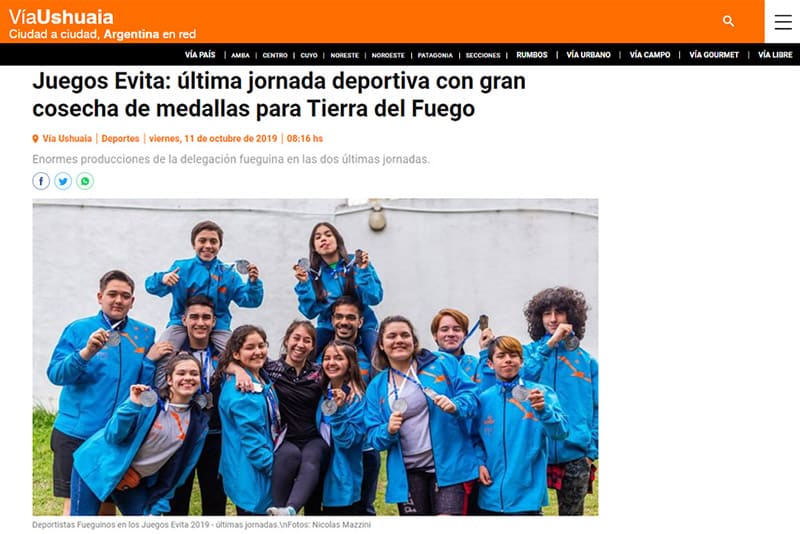 VíaUshuaia
Ciudad a ciudad, Argentina en red
VÍA PAÍS | AMBA | CENTRO | CUYO | NORESTE | NOROESTE | PATAGONIA | SECCIONES | RUMBOS | VÍA URBANO | VÍA CAMPO | VÍA GOURMET | VÍA LIBRE
Juegos Evita: última jornada deportiva con gran
cosecha de medallas para Tierra del Fuego
Vía Ushuaia | Deportes | viernes, 11 de octubre de 2019 | 08:16 hs
Enormes producciones de la delegación fueguina en las dos últimas jornadas.
Deportistas Fueguinos en los Juegos Evita 2019 - últimas jornadas.\nFotos: Nicolas Mazzini